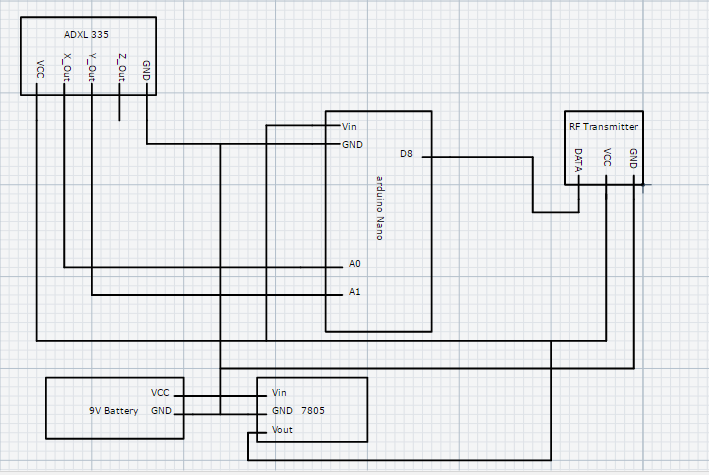 ADXL 335
VCC
X_Out
Y_Out
Z_Out
GND
Vin
GND
D8
arduino Nano
A0
A1
RF Transmitter
DATA
VCC
GND
9V Battery
VCC
GND
Vin
GND 7805
Vout